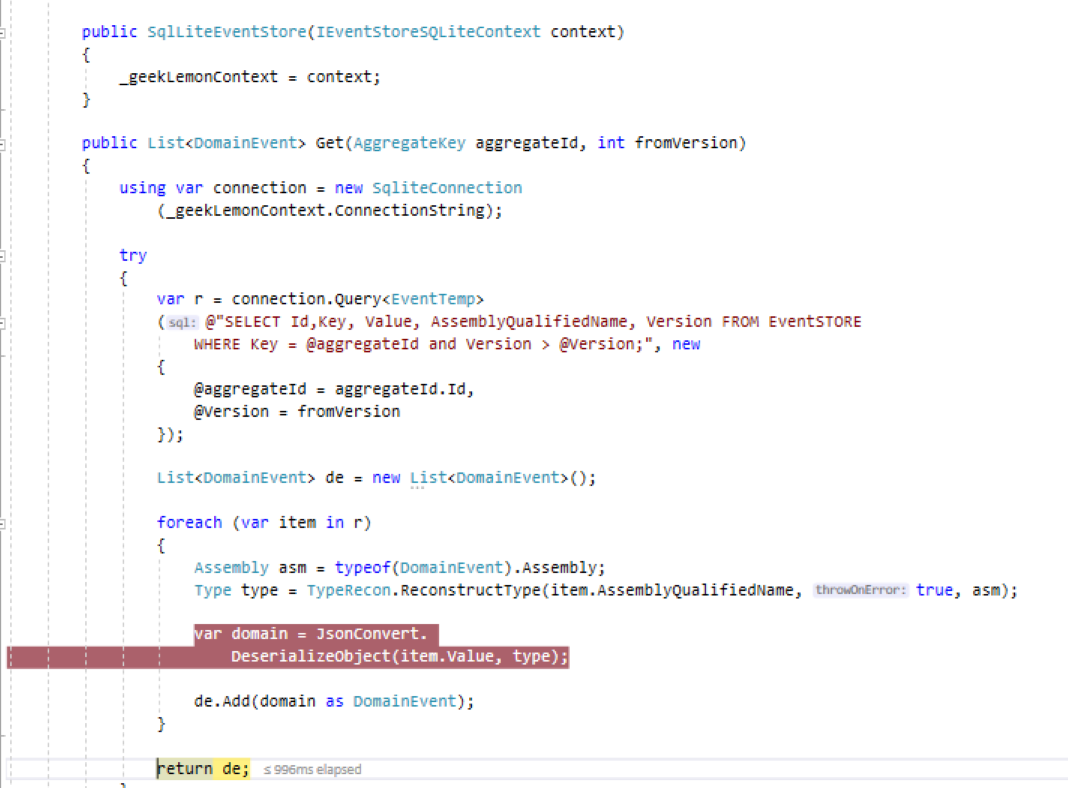 public SqlLiteEventStore(IEventStoreSQLiteContext context)
{
_geekLemonContext = context;
}
public List<DomainEvent> Get(AggregateKey aggregateId, int fromVersion)
{
using var connection = new SqliteConnection
(_geekLemonContext.ConnectionString);
try
{
var r = connection.Query<EventTemp>
(sql: @"SELECT Id,Key, Value, AssemblyQualifiedName, Version FROM EventSTORE
WHERE Key = @aggregateId and Version > @Version;", new
{
@aggregateId = aggregateId.Id,
@Version = fromVersion
});
List<DomainEvent> de = new List<DomainEvent>();
foreach (var item in r)
{
Assembly asm = typeof(DomainEvent).Assembly;
Type type = TypeRecon.ReconstructType(item.AssemblyQualifiedName, throwOnError: true, asm);
var domain = JsonConvert.
DeserializeObject(item.Value, type);
de.Add(domain as DomainEvent);
}
return de; ≤ 996ms elapsed